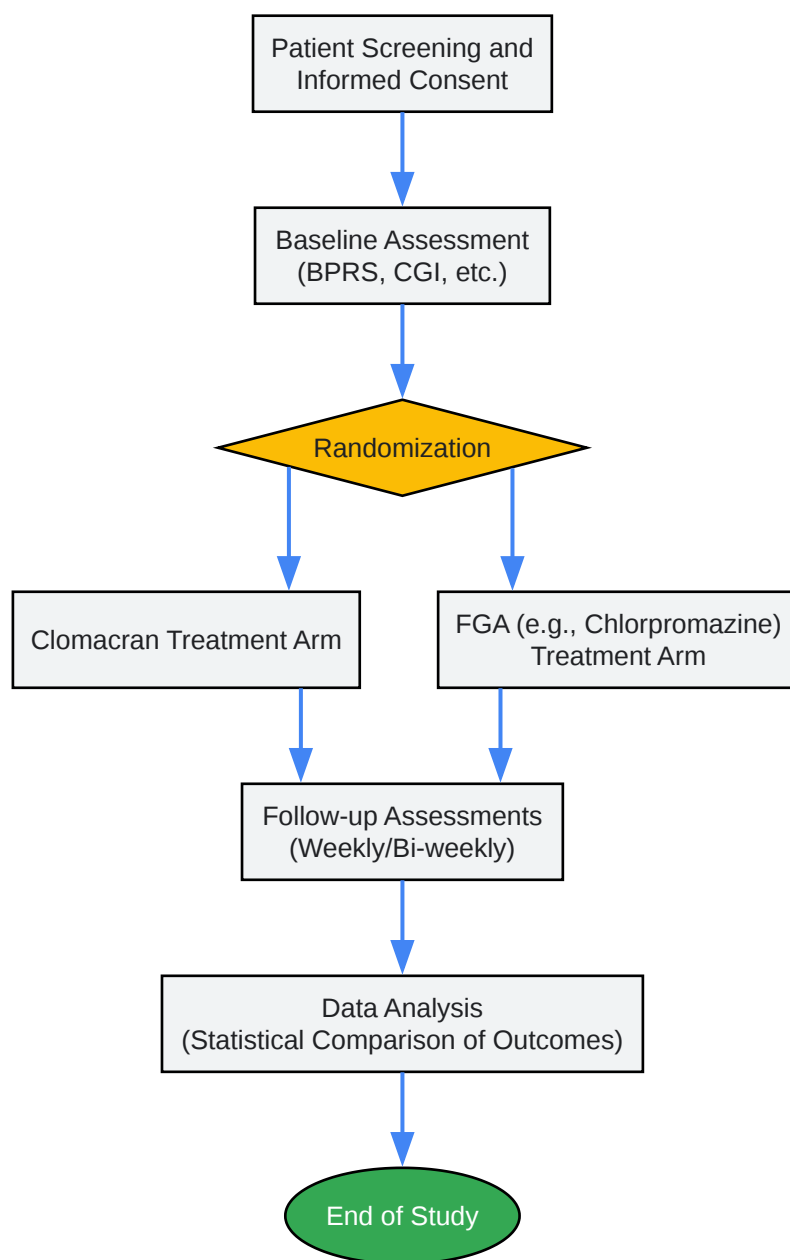 Patient Screening and
Informed Consent
Baseline Assessment
(BPRS, CGI, etc.)
Randomization
Clomacran Treatment Arm
FGA (e.g., Chlorpromazine)
Treatment Arm
Follow-up Assessments
(Weekly/Bi-weekly)
Data Analysis
(Statistical Comparison of Outcomes)
End of Study